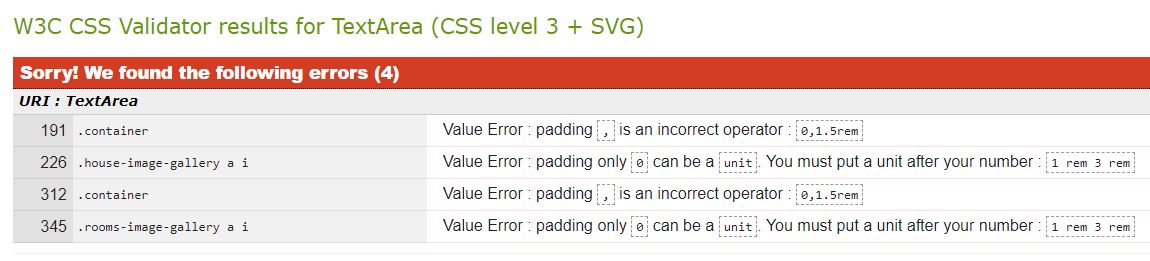 W3C CSS Validator results for TextArea (CSS level 3 + SVG)
Sorry! We found the following errors (4)
URI : TextArea
191 .container Value Error : padding , is an incorrect operator : 0,1.5rem
226 .house-image-gallery a i Value Error : padding only 0 can be a unit. You must put a unit after your number : 1 rem 3 rem
312 .container Value Error : padding , is an incorrect operator : 0,1.5rem
345 .rooms-image-gallery a i Value Error : padding only 0 can be a unit. You must put a unit after your number : 1 rem 3 rem